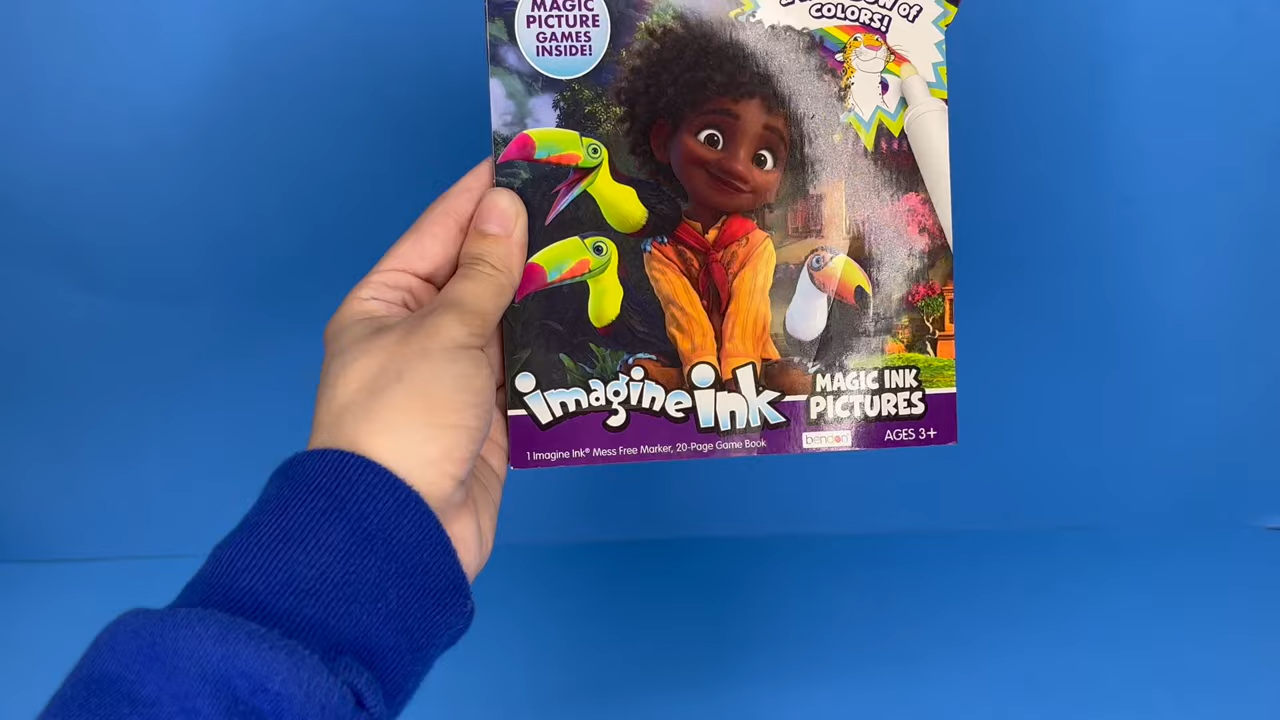 MAGIC
PICTURE
GAMES
INSIDE!
of
COLORS!
imagine ink
MAGIC INK
PICTURES
bendon
AGES 3+
1 Imagine Ink® Mess Free Marker, 20-Page Game Book